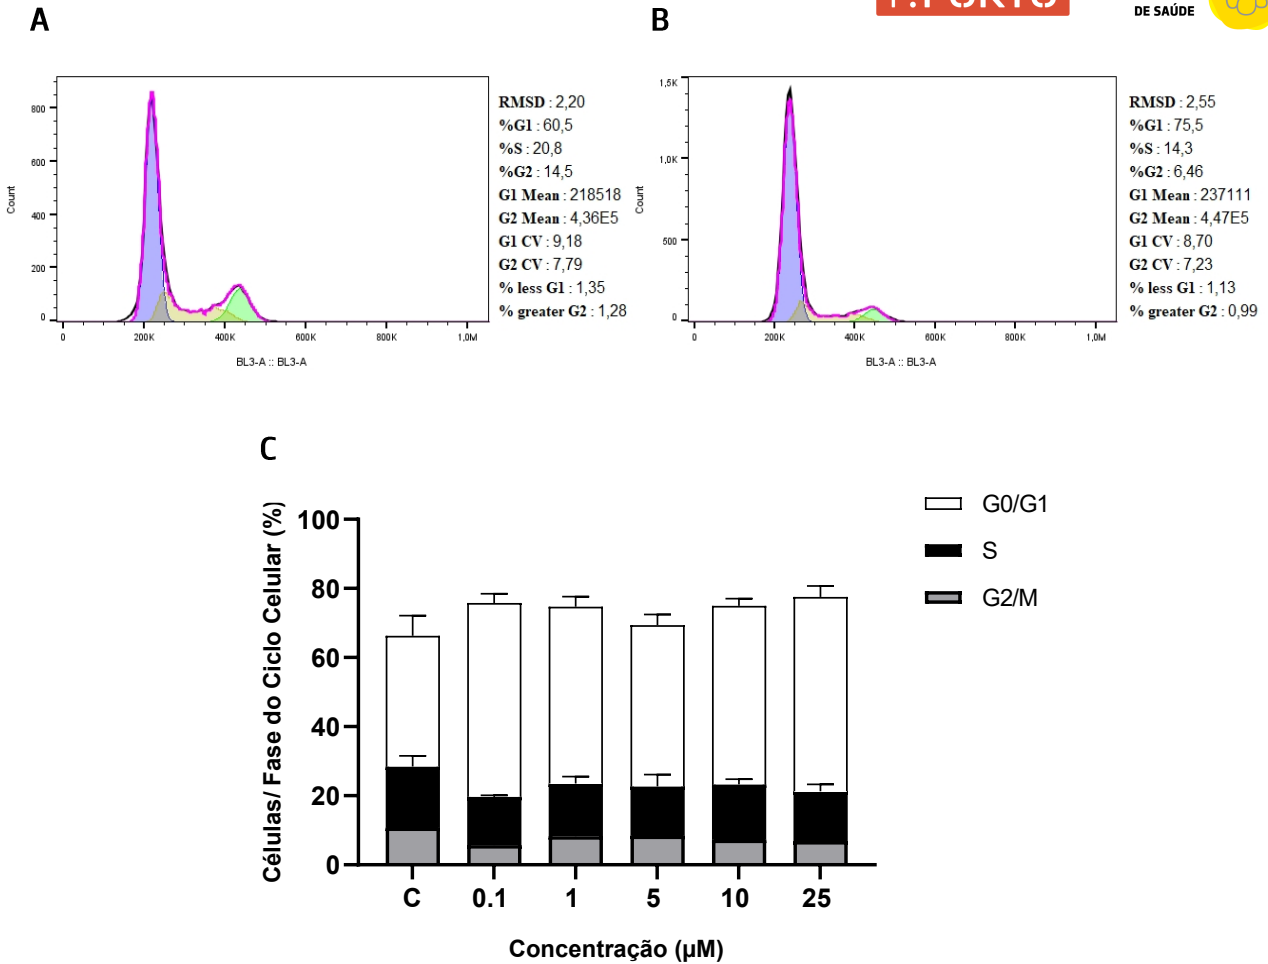 A
B
P.PORTO
DE SAÚDE
800
600
400
200
0
Count
0
200K
400K
600K
800K
1,0M
BL3-A :: BL3-A
RMSD : 2,20
%G1 : 60,5
%S : 20,8
%G2 : 14,5
G1 Mean : 218518
G2 Mean : 4,36E5
G1 CV : 9,18
G2 CV : 7,79
% less G1 : 1,35
% greater G2 : 1,28
1,5K
1,0K
500
0
Count
0
200K
400K
600K
800K
1,0M
BL3-A :: BL3-A
RMSD : 2,55
%G1 : 75,5
%S : 14,3
%G2 : 6,46
G1 Mean : 237111
G2 Mean : 4,47E5
G1 CV : 8,70
G2 CV : 7,23
% less G1 : 1,13
% greater G2 : 0,99
C
Células/ Fase do Ciclo Celular (%)
100
80
60
40
20
0
C
0.1
1
5
10
25
Concentração (µM)
G0/G1
S
G2/M